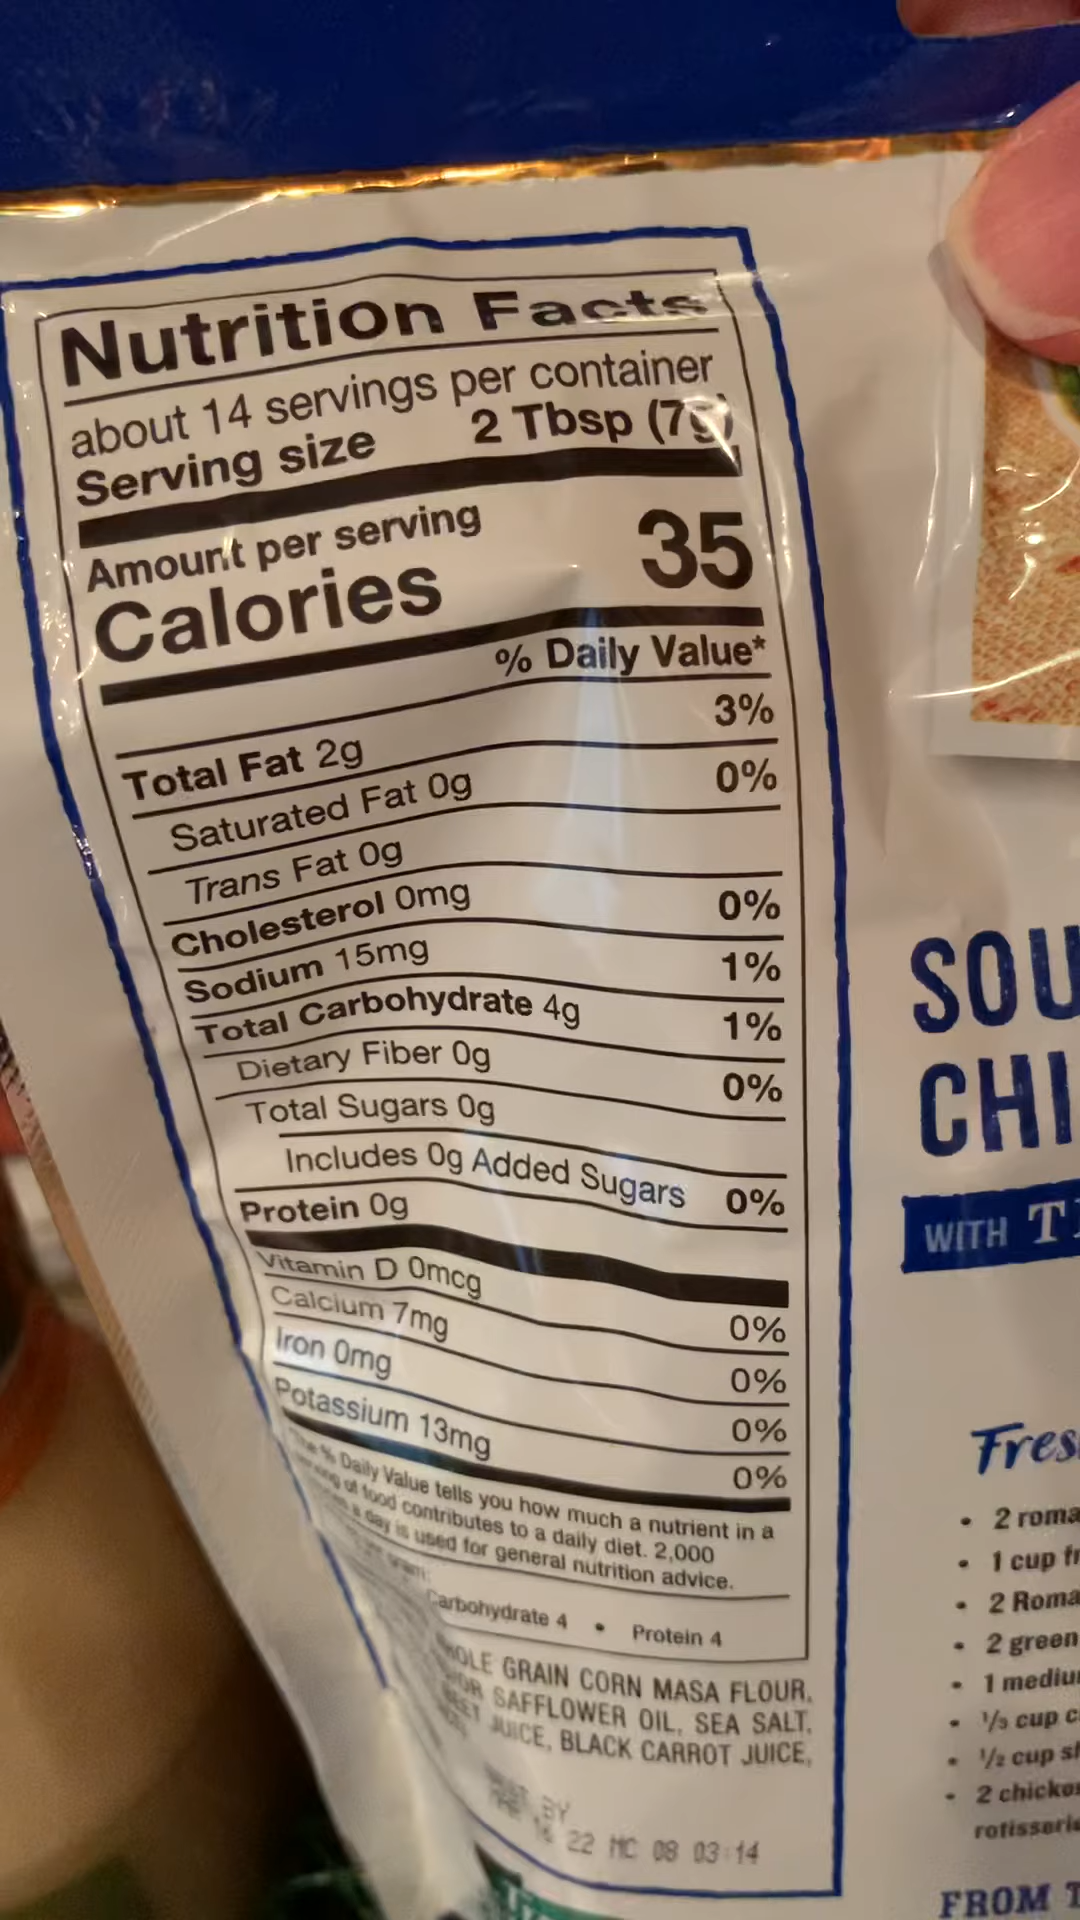 Nutrition Facts
about 14 servings per container
Serving size 2 Tbsp (7g)
Amount per serving
Calories 35
% Daily Value*
Total Fat 2g 3%
Saturated Fat 0g 0%
Trans Fat 0g
Cholesterol 0mg 0%
Sodium 15mg 1%
Total Carbohydrate 4g 1%
Dietary Fiber 0g 0%
Total Sugars 0g
Includes 0g Added Sugars 0%
Protein 0g
Vitamin D 0mcg 0%
Calcium 7mg 0%
Iron 0mg 0%
Potassium 13mg 0%
The % Daily Value tells you how much a nutrient in a
of food contributes to a daily diet. 2,000
a day is used for general nutrition advice.
Carbohydrate 4 • Protein 4
GRAIN CORN MASA FLOUR,
SAFFLOWER OIL, SEA SALT,
JUICE, BLACK CARROT JUICE,
BY
22 MC 08 03:14
SOU
CHI
WITH T
Fres
• 2 roma
• 1 cup fr
• 2 Roma
• 2 green
• 1 mediu
• 1/3 cup c
• 1/2 cup s
• 2 chicke
rotisserie
FROM T